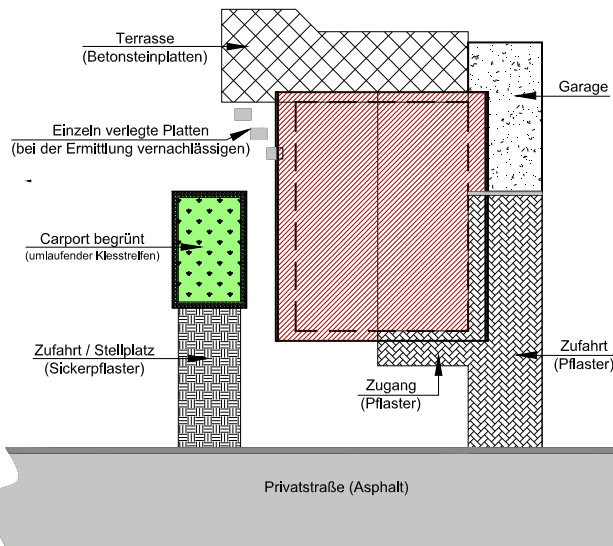 Terrasse
(Betonsteinplatten)
Garage
Einzeln verlegte Platten
(bei der Ermittlung vernachlässigen)
Carport begrünt
(umlaufender Kiesstreifen)
Zufahrt / Stellplatz
(Sickerpflaster)
Zufahrt
(Pflaster)
Zugang
(Pflaster)
Privatstraße (Asphalt)